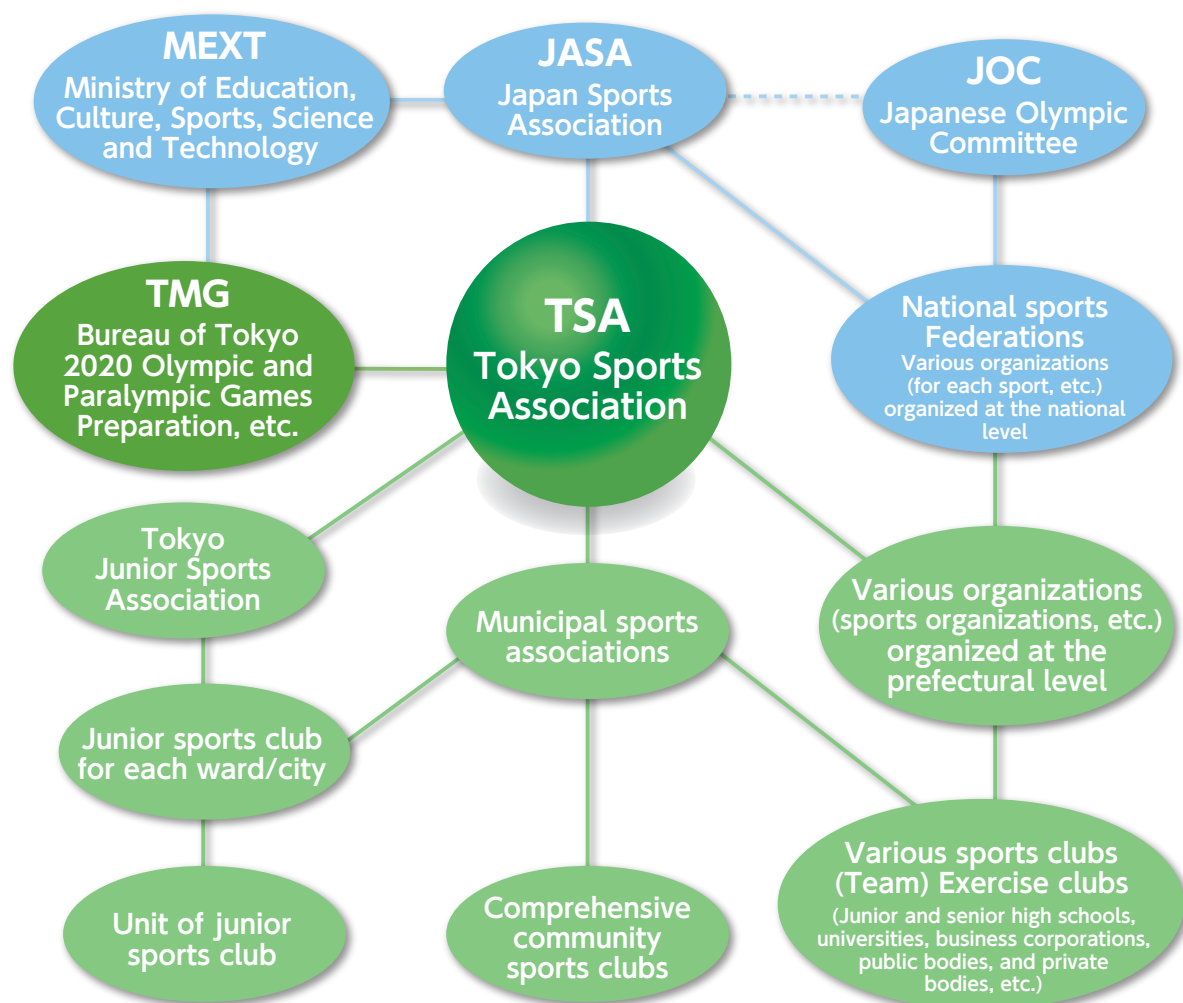 MEXT
Ministry of Education,
Culture, Sports, Science
and Technology
JASA
Japan Sports
Association
JOC
Japanese Olympic
Committee
TMG
Bureau of Tokyo
2020 Olympic and
Paralympic Games
Preparation, etc.
TSA
Tokyo Sports
Association
National sports
Federations
Various organizations
(for each sport, etc.)
organized at the national
level
Tokyo
Junior Sports
Association
Municipal sports
associations
Various organizations
(sports organizations, etc.)
organized at the
prefectural level
Junior sports club
for each ward/city
Unit of junior
sports club
Comprehensive
community
sports clubs
Various sports clubs
(Team) Exercise clubs
(Junior and senior high schools,
universities, business corporations,
public bodies, and private
bodies, etc.)